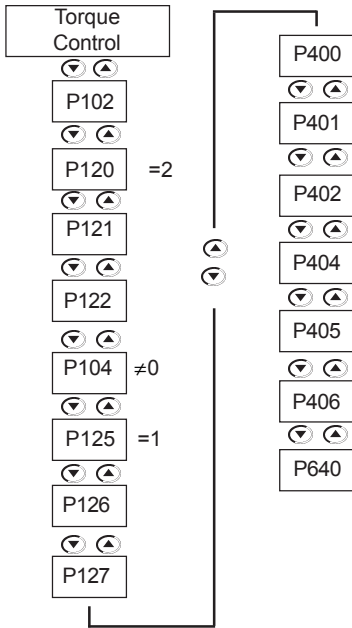 Torque
Control
P102
P120 =2
P121
P122
P104 ≠0
P125 =1
P126
P127
P400
P401
P402
P404
P405
P406
P640